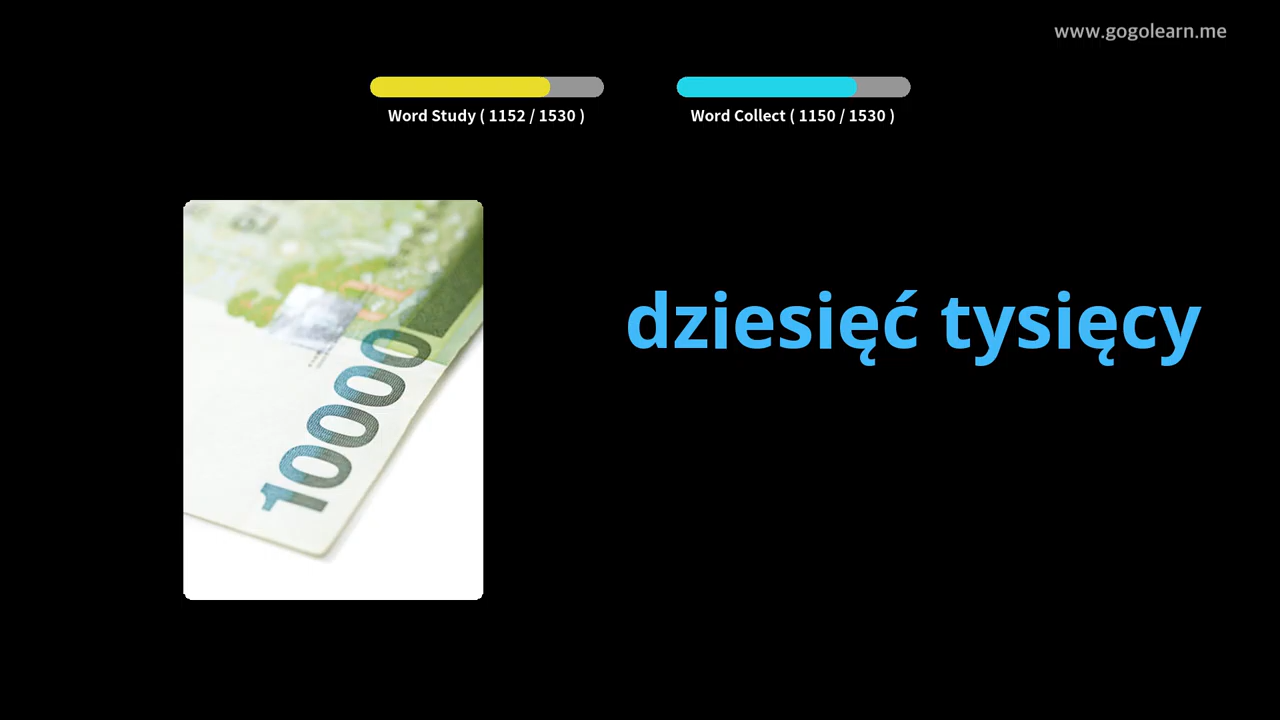 www.gogolearn.me
Word Study ( 1152 / 1530 )
Word Collect ( 1150 / 1530 )
dziesięć tysięcy
10000